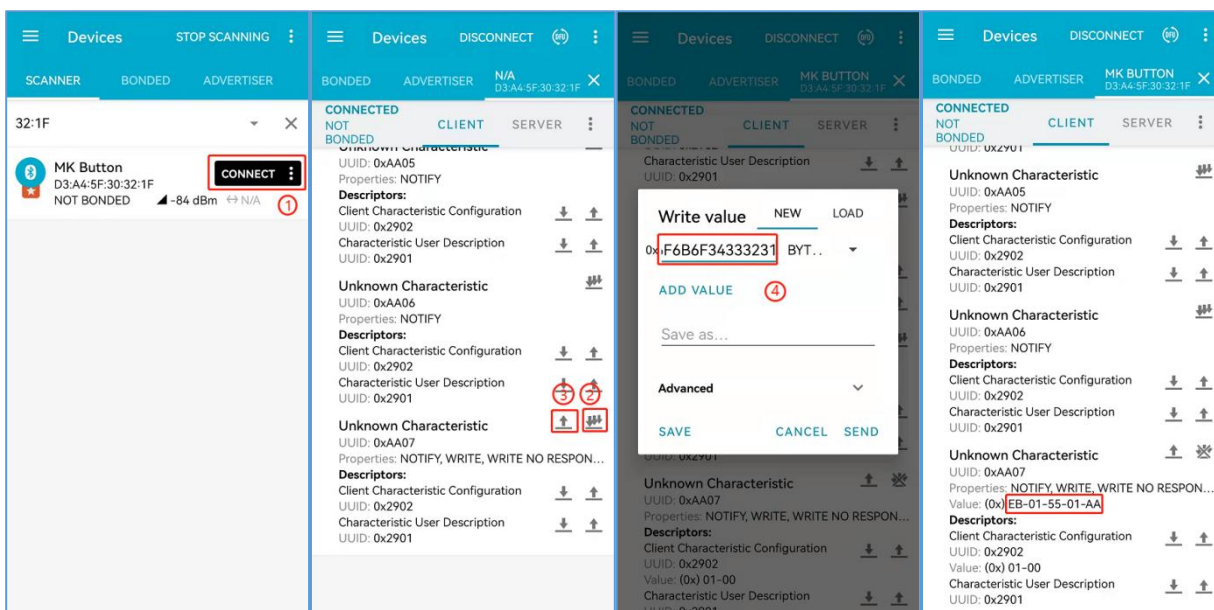 Devices
STOP SCANNING
SCANNER
BONDED
ADVERTISER
32:1F
MK Button
D3:A4:5F:30:32:1F
NOT BONDED
-84 dBm
N/A
CONNECT
①
Devices
DISCONNECT
BONDED
ADVERTISER
N/A
D3:A4:5F:30:32:1F
CONNECTED
NOT
BONDED
CLIENT
SERVER
Unknown Characteristic
UUID: 0xAA05
Properties: NOTIFY
Descriptors:
Client Characteristic Configuration
UUID: 0x2902
Characteristic User Description
UUID: 0x2901
Unknown Characteristic
UUID: 0xAA06
Properties: NOTIFY
Descriptors:
Client Characteristic Configuration
UUID: 0x2902
Characteristic User Description
UUID: 0x2901
③ ②
Unknown Characteristic
UUID: 0xAA07
Properties: NOTIFY, WRITE, WRITE NO RESPON...
Descriptors:
Client Characteristic Configuration
UUID: 0x2902
Characteristic User Description
UUID: 0x2901
Devices
DISCONNECT
BONDED
ADVERTISER
MK BUTTON
D3:A4:5F:30:32:1F
CONNECTED
NOT
BONDED
CLIENT
SERVER
Characteristic User Description
UUID: 0x2901
Write value
NEW
LOAD
0x
F6B6F34333231
BYT..
ADD VALUE
④
Save as...
Advanced
SAVE
CANCEL
SEND
UUID: 0x2901
Unknown Characteristic
UUID: 0xAA07
Properties: NOTIFY, WRITE, WRITE NO RESPON...
Descriptors:
Client Characteristic Configuration
UUID: 0x2902
Value: (0x) 01-00
Characteristic User Description
UUID: 0x2901
Devices
DISCONNECT
BONDED
ADVERTISER
MK BUTTON
D3:A4:5F:30:32:1F
CONNECTED
NOT
BONDED
CLIENT
SERVER
UUID: 0x2901
Unknown Characteristic
UUID: 0xAA05
Properties: NOTIFY
Descriptors:
Client Characteristic Configuration
UUID: 0x2902
Characteristic User Description
UUID: 0x2901
Unknown Characteristic
UUID: 0xAA06
Properties: NOTIFY
Descriptors:
Client Characteristic Configuration
UUID: 0x2902
Characteristic User Description
UUID: 0x2901
Unknown Characteristic
UUID: 0xAA07
Properties: NOTIFY, WRITE, WRITE NO RESPON...
Value: (0x) EB-01-55-01-AA
Descriptors:
Client Characteristic Configuration
UUID: 0x2902
Value: (0x) 01-00
Characteristic User Description
UUID: 0x2901